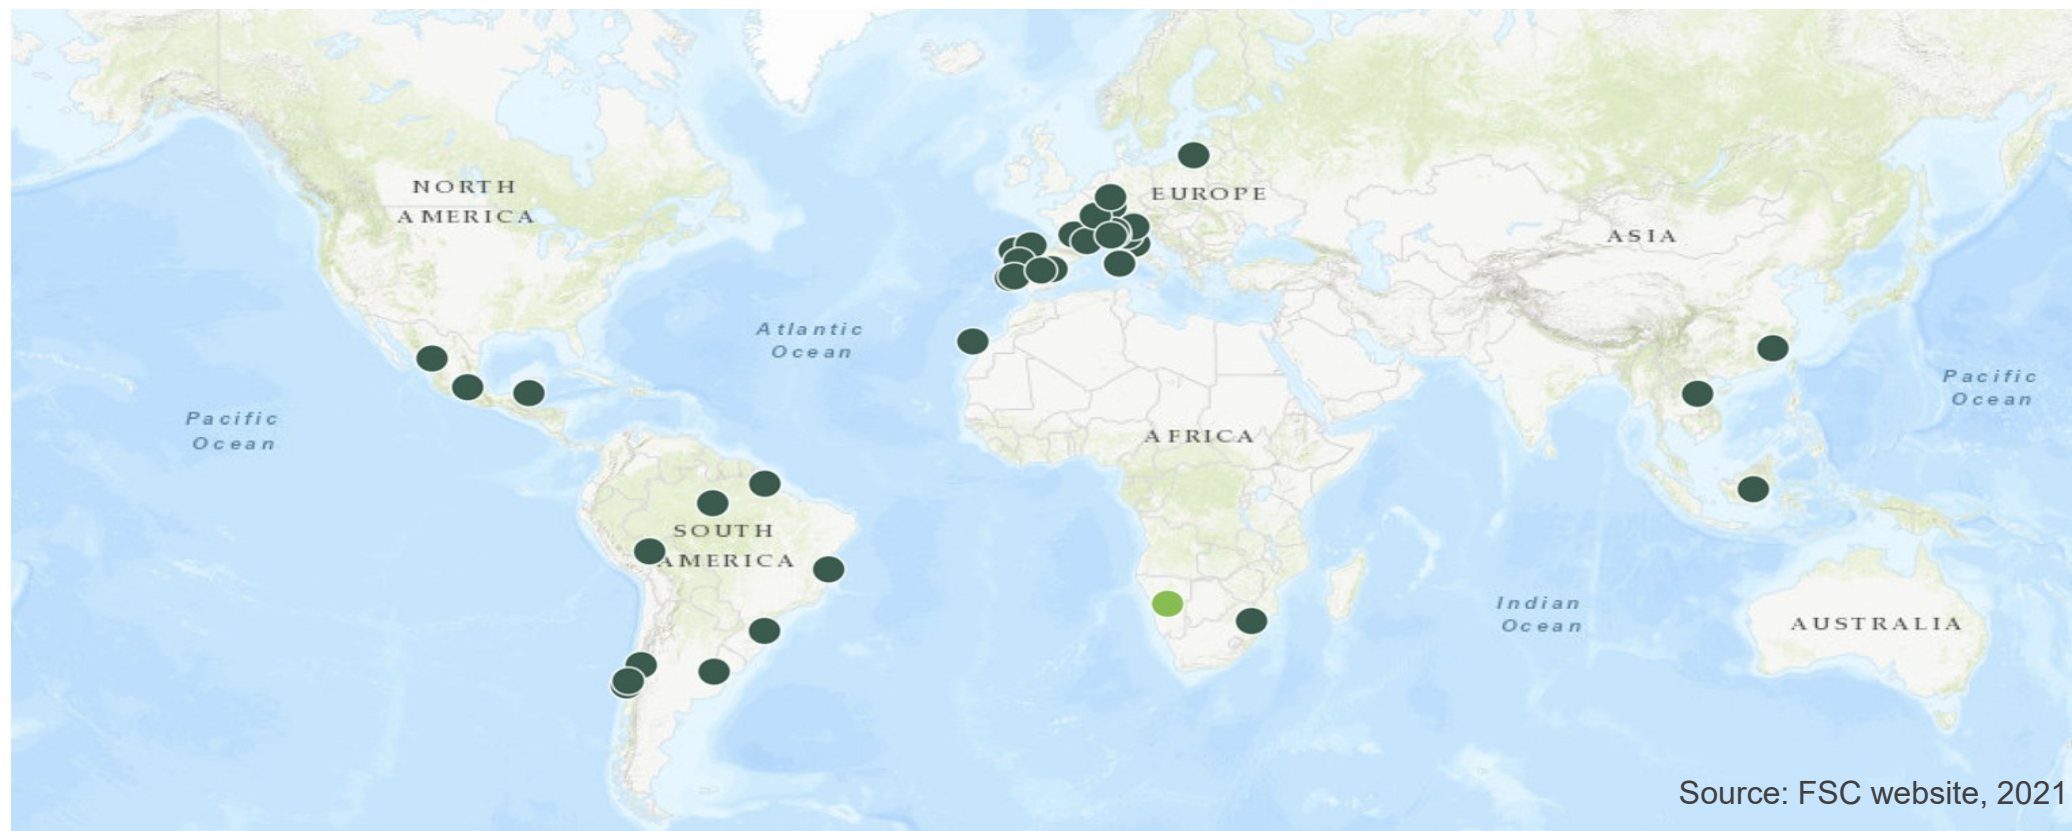 NORTH
AMERICA
EUROPE
ASIA
Atlantic
Ocean
Pacific
Ocean
Pacific
Ocean
AFRICA
SOUTH
AMERICA
Indian
Ocean
AUSTRALIA
Source: FSC website, 2021